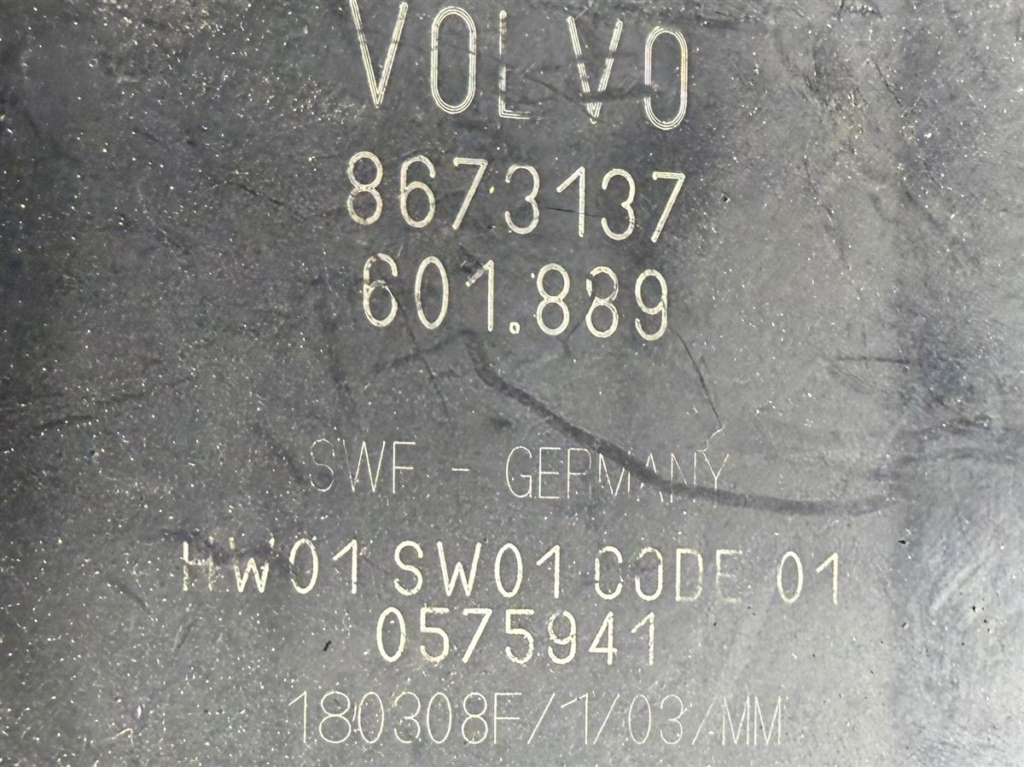 VOLVO
8673137
601.889
SWF - GERMANY
HW01 SW01 CODE 01
0575941
180308F/1/03/MM